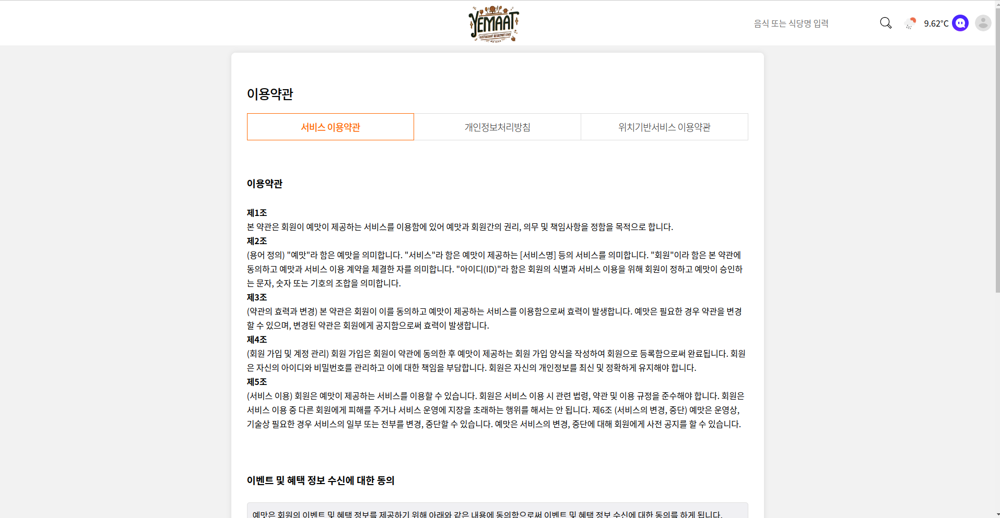 YEMAAT
RESTAURANT RESERVATIONS
음식 또는 식당명 입력
9.62°C
이용약관
서비스 이용약관
개인정보처리방침
위치기반서비스 이용약관
이용약관
제1조
본 약관은 회원이 예맛이 제공하는 서비스를 이용함에 있어 예맛과 회원간의 권리, 의무 및 책임사항을 정함을 목적으로 합니다.
제2조
(용어 정의) "예맛"라 함은 예맛을 의미합니다. "서비스"라 함은 예맛이 제공하는 [서비스명] 등의 서비스를 의미합니다. "회원"이라 함은 본 약관에
동의하고 예맛과 서비스 이용 계약을 체결한 자를 의미합니다. "아이디(ID)"라 함은 회원의 식별과 서비스 이용을 위해 회원이 정하고 예맛이 승인하
는 문자, 숫자 또는 기호의 조합을 의미합니다.
제3조
(약관의 효력과 변경) 본 약관은 회원이 이를 동의하고 예맛이 제공하는 서비스를 이용함으로써 효력이 발생합니다. 예맛은 필요한 경우 약관을 변경
할 수 있으며, 변경된 약관은 회원에게 공지함으로써 효력이 발생합니다.
제4조
(회원 가입 및 계정 관리) 회원 가입은 회원이 약관에 동의한 후 예맛이 제공하는 회원 가입 양식을 작성하여 회원으로 등록함으로써 완료됩니다. 회원
은 자신의 아이디와 비밀번호를 관리하고 이에 대한 책임을 부담합니다. 회원은 자신의 개인정보를 최신 및 정확하게 유지해야 합니다.
제5조
(서비스 이용) 회원은 예맛이 제공하는 서비스를 이용할 수 있습니다. 회원은 서비스 이용 시 관련 법령, 약관 및 이용 규정을 준수해야 합니다. 회원은
서비스 이용 중 다른 회원에게 피해를 주거나 서비스 운영에 지장을 초래하는 행위를 해서는 안 됩니다. 제6조 (서비스의 변경, 중단) 예맛은 운영상,
기술상 필요한 경우 서비스의 일부 또는 전부를 변경, 중단할 수 있습니다. 예맛은 서비스의 변경, 중단에 대해 회원에게 사전 공지를 할 수 있습니다.
이벤트 및 혜택 정보 수신에 대한 동의
예맛은 회원의 이벤트 및 혜택 정보를 제공하기 위해 아래와 같은 내용에 동의함으로써 이벤트 및 혜택 정보 수신에 대한 동의를 하게 됩니다.